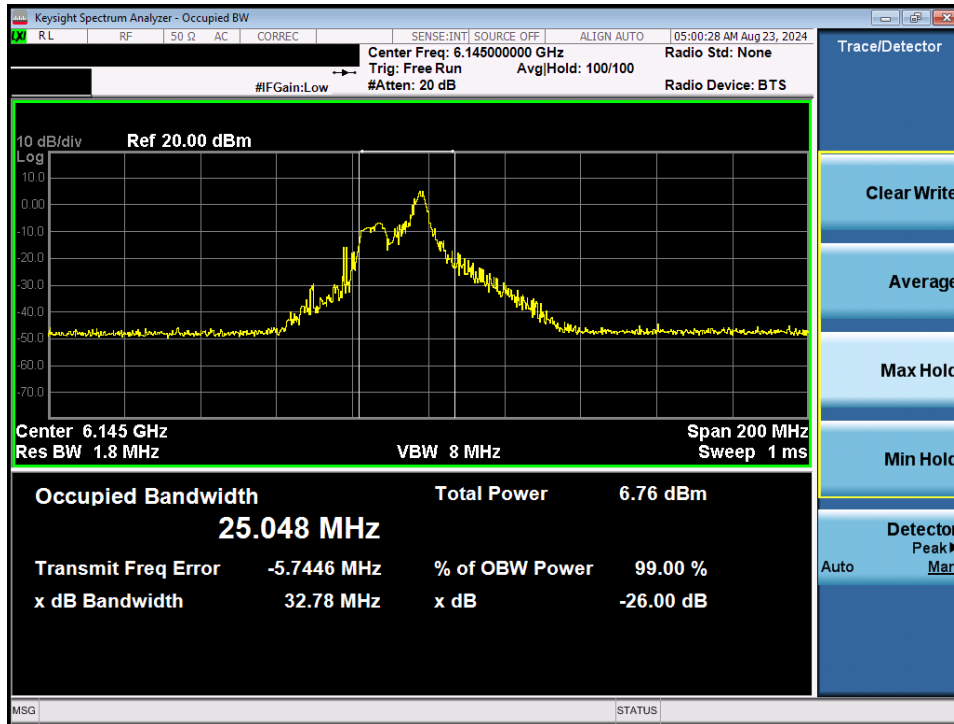 Keysight Spectrum Analyzer - Occupied BW
LXI RL RF 50 Ω AC CORREC SENSE:INT SOURCE OFF ALIGN AUTO 05:00:28 AM Aug 23, 2024
Center Freq: 6.145000000 GHz Radio Std: None
Trig: Free Run Avg|Hold: 100/100
#IFGain:Low #Atten: 20 dB Radio Device: BTS
Trace/Detector
10 dB/div Ref 20.00 dBm
Log
10.0
0.00
-10.0
-20.0
-30.0
-40.0
-50.0
-60.0
-70.0
Center 6.145 GHz Span 200 MHz
Res BW 1.8 MHz VBW 8 MHz Sweep 1 ms
Occupied Bandwidth Total Power 6.76 dBm
25.048 MHz
Transmit Freq Error -5.7446 MHz % of OBW Power 99.00 %
x dB Bandwidth 32.78 MHz x dB -26.00 dB
Clear Write
Average
Max Hold
Min Hold
Detector
Peak
Auto Man
MSG STATUS